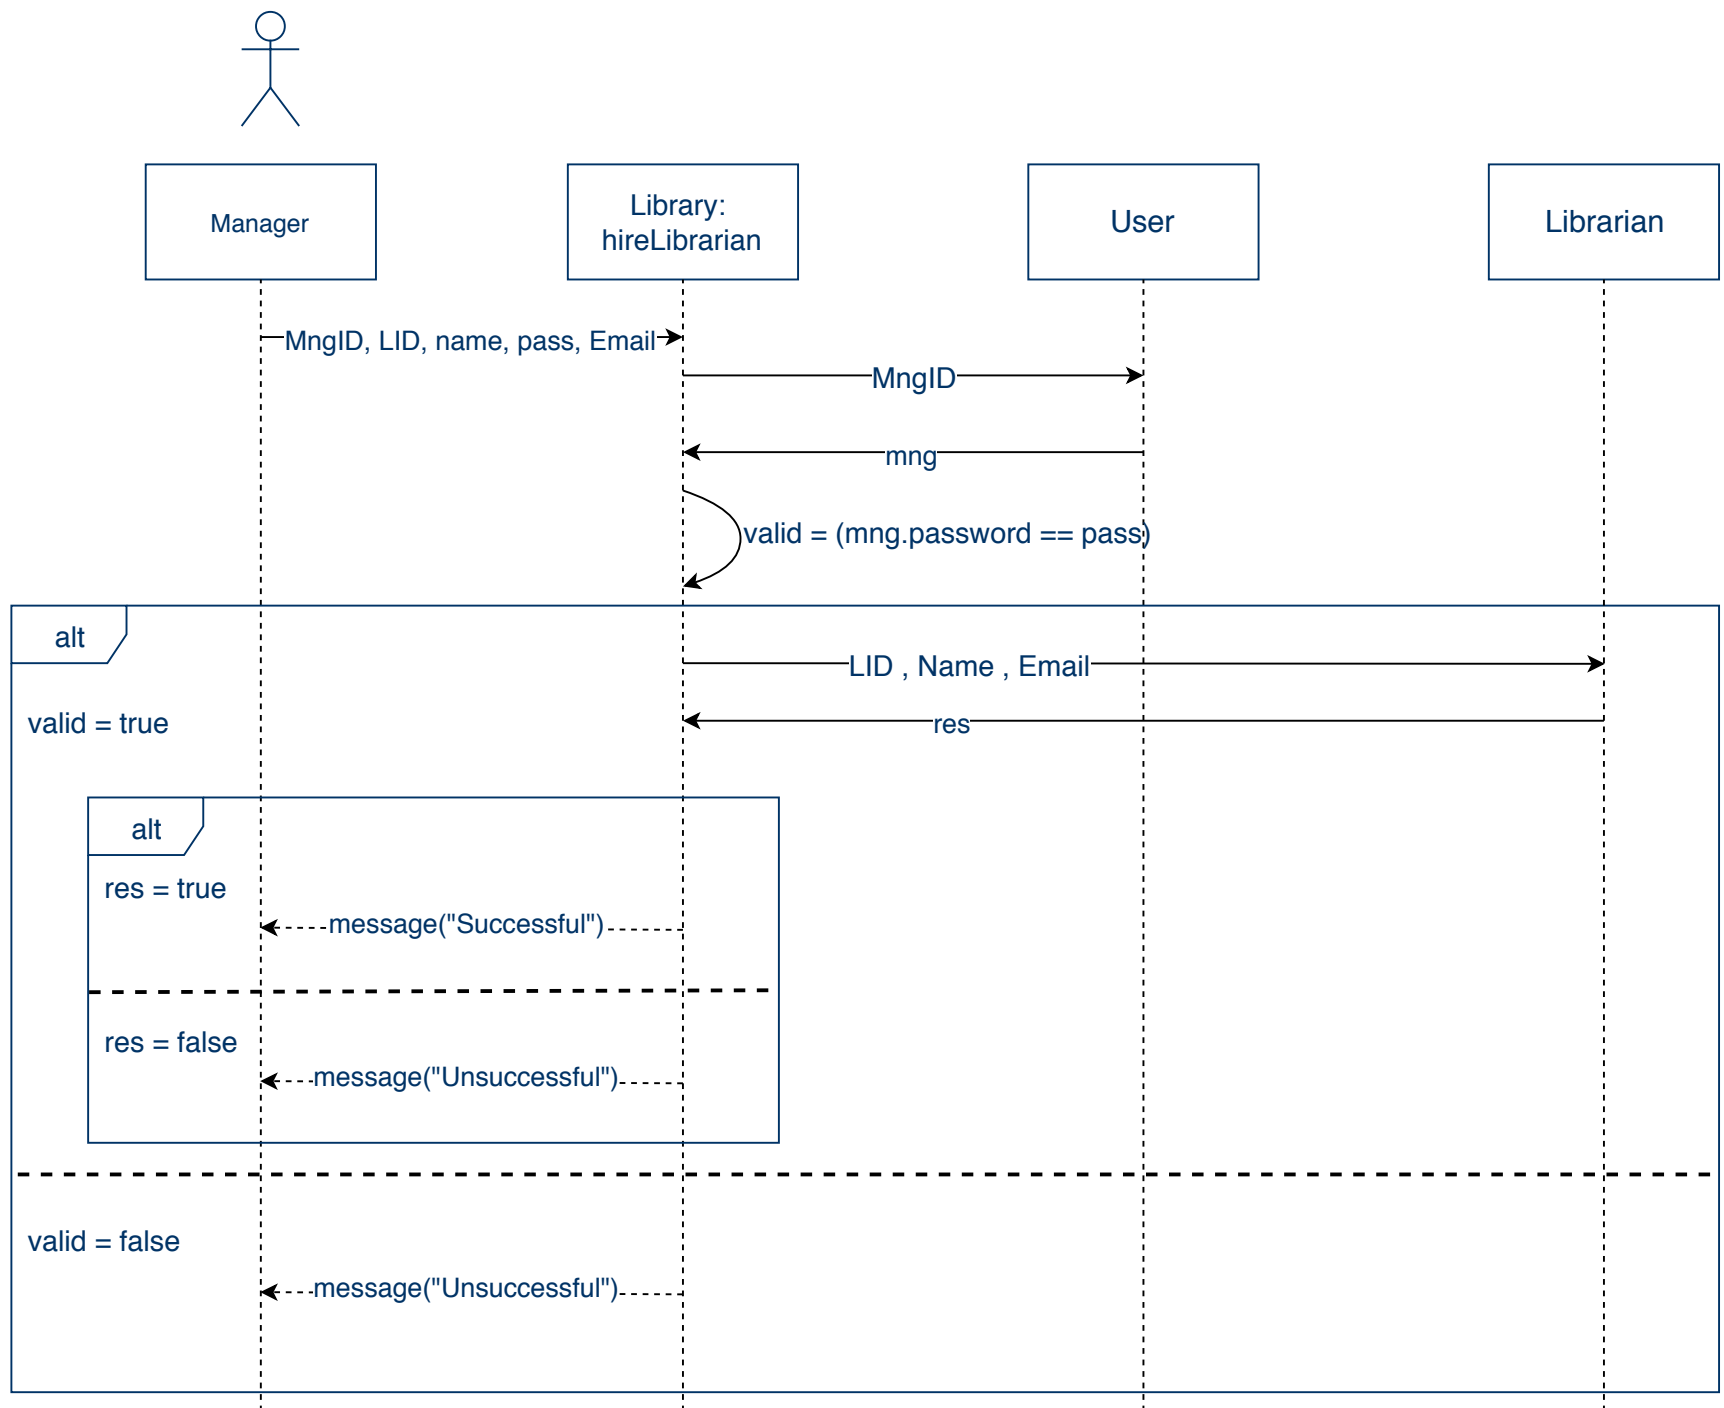 Manager
Library:
hireLibrarian
User
Librarian
MngID, LID, name, pass, Email
MngID
mng
valid = (mng.password == pass)
alt
LID , Name , Email
valid = true
res
alt
res = true
message("Successful")
res = false
message("Unsuccessful")
valid = false
message("Unsuccessful")